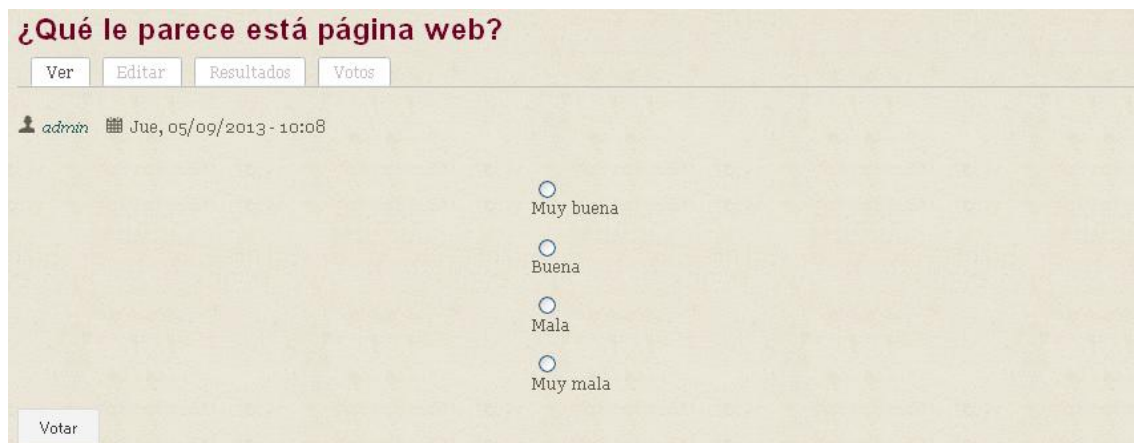 ¿Qué le parece está página web?
Ver Editar Resultados Votos
admin Jue, 05/09/2013 - 10:08
Muy buena
Buena
Mala
Muy mala
Votar